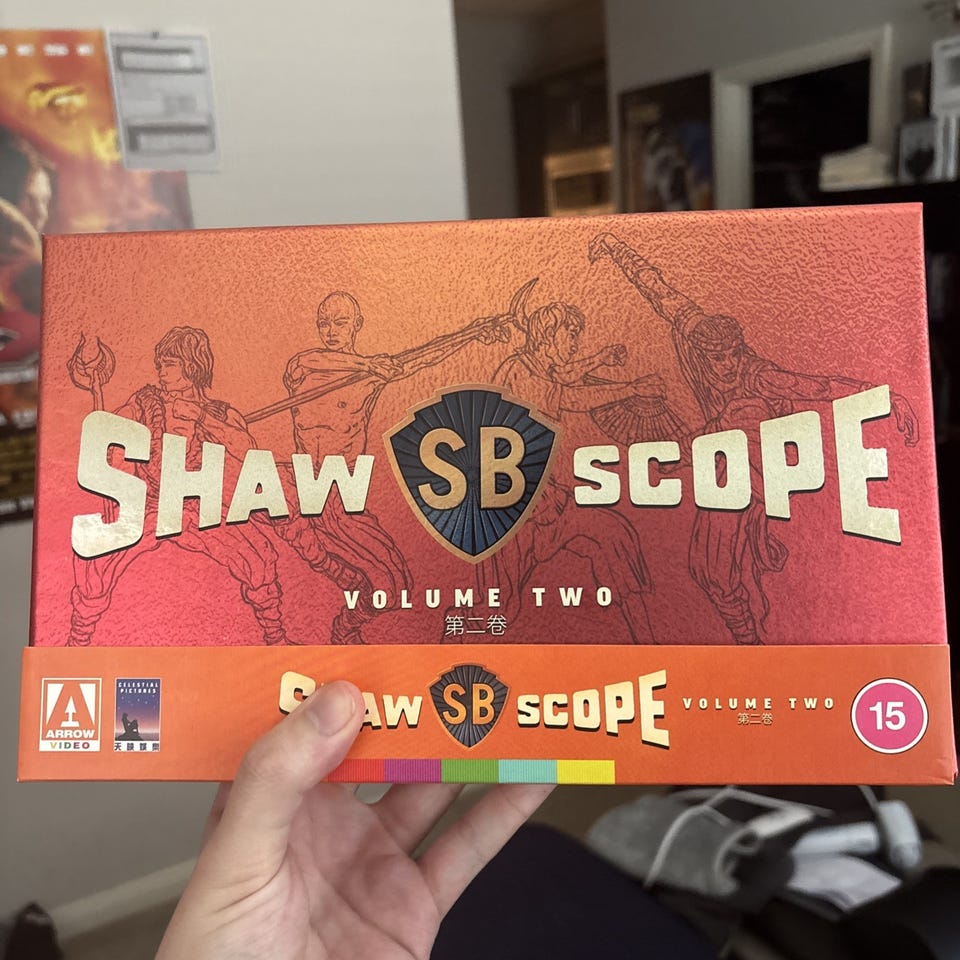 SHAW SB SCOPE
VOLUME TWO
第二卷
ARROW
VIDEO
CELESTIAL
PICTURES
天映娛樂
SHAW SB SCOPE
VOLUME TWO
第二卷
15